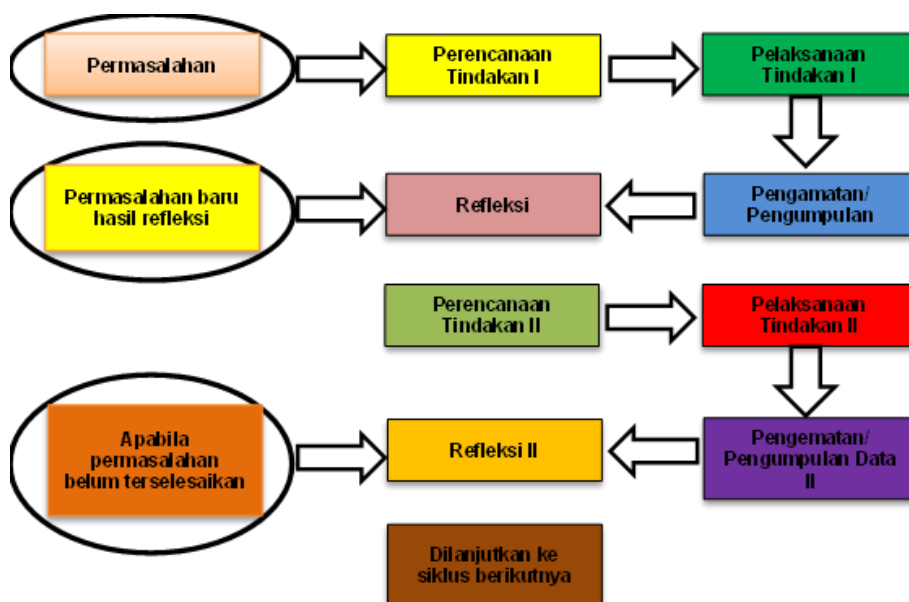 Permasalahan
Perencanaan
Tindakan I
Pelaksanaan
Tindakan I
Permasalahan baru
hasil refleksi
Refleksi
Pengamatan/
Pengumpulan
Perencanaan
Tindakan II
Pelaksanaan
Tindakan II
Apabila
permasalahan
belum terselesaikan
Refleksi II
Pengematan/
Pengumpulan Data
II
Dilanjutkan ke
siklus berikutnya